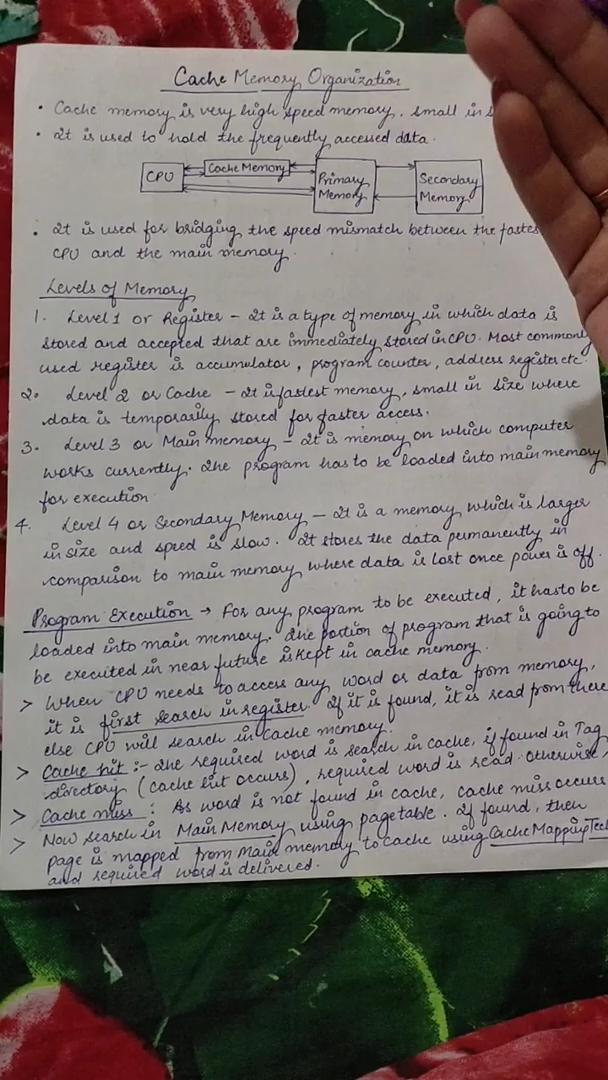 Cache Memory Organization
• Cache memory is very high speed memory. small in s
• It is used to hold the frequently accessed data.
CPU Cache Memory Primary Memory Secondary Memory
• It is used for bridging the speed mismatch between the fastes
CPU and the main memory.
Levels of Memory
1. Level 1 or Register – It is a type of memory in which data is
stored and accepted that are immediately stored in CPU. Most commonly
used register is accumulator, program counter, address register etc.
2. Level 2 or Cache – It is fastest memory, small in size where
data is temporarily stored for faster access.
3. Level 3 or Main memory – It is memory on which computer
works currently. The program has to be loaded into main memory
for execution
4. Level 4 or Secondary Memory – It is a memory which is larger
in size and speed is slow. It stores the data permanently in
comparison to main memory where data is lost once power is off.
Program Execution → For any program to be executed, it has to be
loaded into main memory. The portion of program that is going to
be executed in near future is kept in cache memory.
> When CPU needs to access any word or data from memory,
it is first search in register. If it is found, it is read from there
else CPU will search in cache memory.
> Cache hit :- The required word is search in cache, if found in Tag
directory (cache hit occurs), required word is read. Otherwise,
> Cache miss : As word is not found in cache, cache miss occurs
> Now search in Main Memory using page table. If found, then
page is mapped from main memory to cache using Cache Mapping Tec
and required word is delivered.